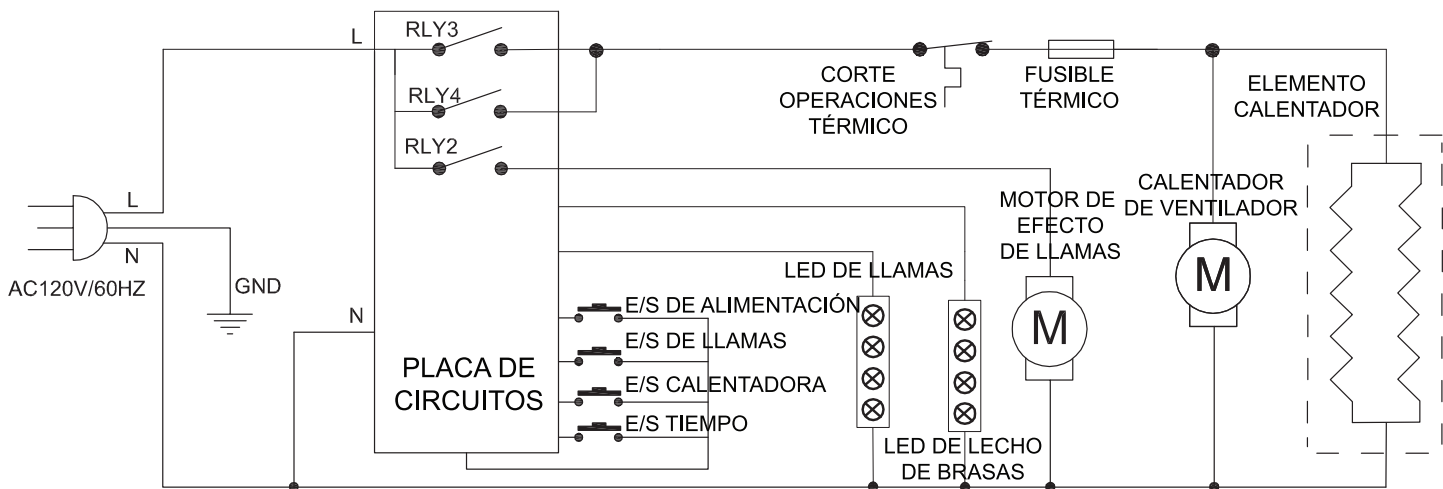 L
RLY3
RLY4
RLY2
CORTE
OPERACIONES
TÉRMICO
FUSIBLE
TÉRMICO
ELEMENTO
CALENTADOR
L
N
AC120V/60HZ
GND
N
PLACA DE
CIRCUITOS
E/S DE ALIMENTACIÓN
E/S DE LLAMAS
E/S CALENTADORA
E/S TIEMPO
LED DE LLAMAS
LED DE LECHO
DE BRASAS
MOTOR DE
EFECTO
DE LLAMAS
M
CALENTADOR
DE VENTILADOR
M